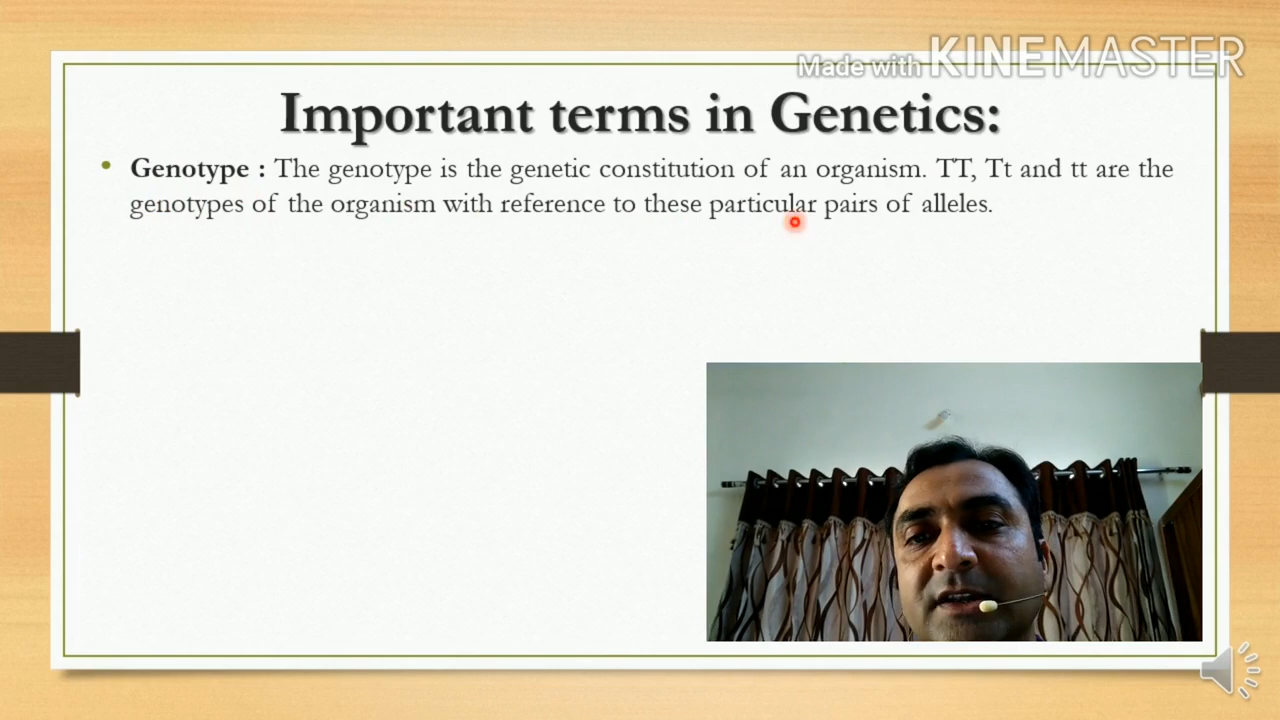 Made with KINEMASTER
Important terms in Genetics:
• Genotype : The genotype is the genetic constitution of an organism. TT, Tt and tt are the
genotypes of the organism with reference to these particular pairs of alleles.